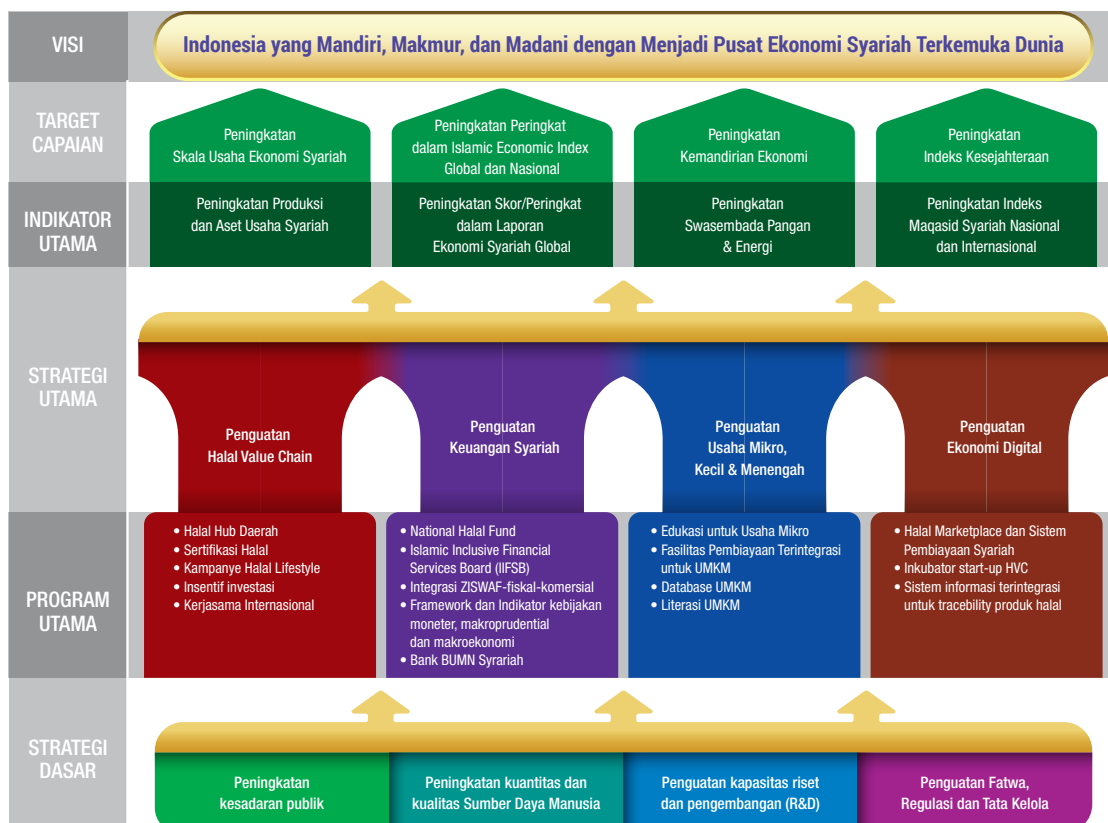 VISI
Indonesia yang Mandiri, Makmur, dan Madani dengan Menjadi Pusat Ekonomi Syariah Terkemuka Dunia
TARGET
CAPAIAN
Peningkatan
Skala Usaha Ekonomi Syariah
Peningkatan Peringkat
dalam Islamic Economic Index
Global dan Nasional
Peningkatan
Kemandirian Ekonomi
Peningkatan
Indeks Kesejahteraan
INDIKATOR
UTAMA
Peningkatan Produksi
dan Aset Usaha Syariah
Peningkatan Skor/Peringkat
dalam Laporan
Ekonomi Syariah Global
Peningkatan
Swasembada Pangan
& Energi
Peningkatan Indeks
Maqasid Syariah Nasional
dan Internasional
STRATEGI
UTAMA
Penguatan
Halal Value Chain
Penguatan
Keuangan Syariah
Penguatan
Usaha Mikro,
Kecil & Menengah
Penguatan
Ekonomi Digital
PROGRAM
UTAMA
• Halal Hub Daerah
• Sertifikasi Halal
• Kampanye Halal Lifestyle
• Insentif investasi
• Kerjasama Internasional
• National Halal Fund
• Islamic Inclusive Financial
Services Board (IIFSB)
• Integrasi ZISWAF-fiskal-komersial
• Framework dan Indikator kebijakan
moneter, makroprudential
dan makroekonomi
• Bank BUMN Syrariah
• Edukasi untuk Usaha Mikro
• Fasilitas Pembiayaan Terintegrasi
untuk UMKM
• Database UMKM
• Literasi UMKM
• Halal Marketplace dan Sistem
Pembiayaan Syariah
• Inkubator start-up HVC
• Sistem informasi terintegrasi
untuk tracebility produk halal
STRATEGI
DASAR
Peningkatan
kesadaran publik
Peningkatan kuantitas dan
kualitas Sumber Daya Manusia
Penguatan kapasitas riset
dan pengembangan (R&D)
Penguatan Fatwa,
Regulasi dan Tata Kelola